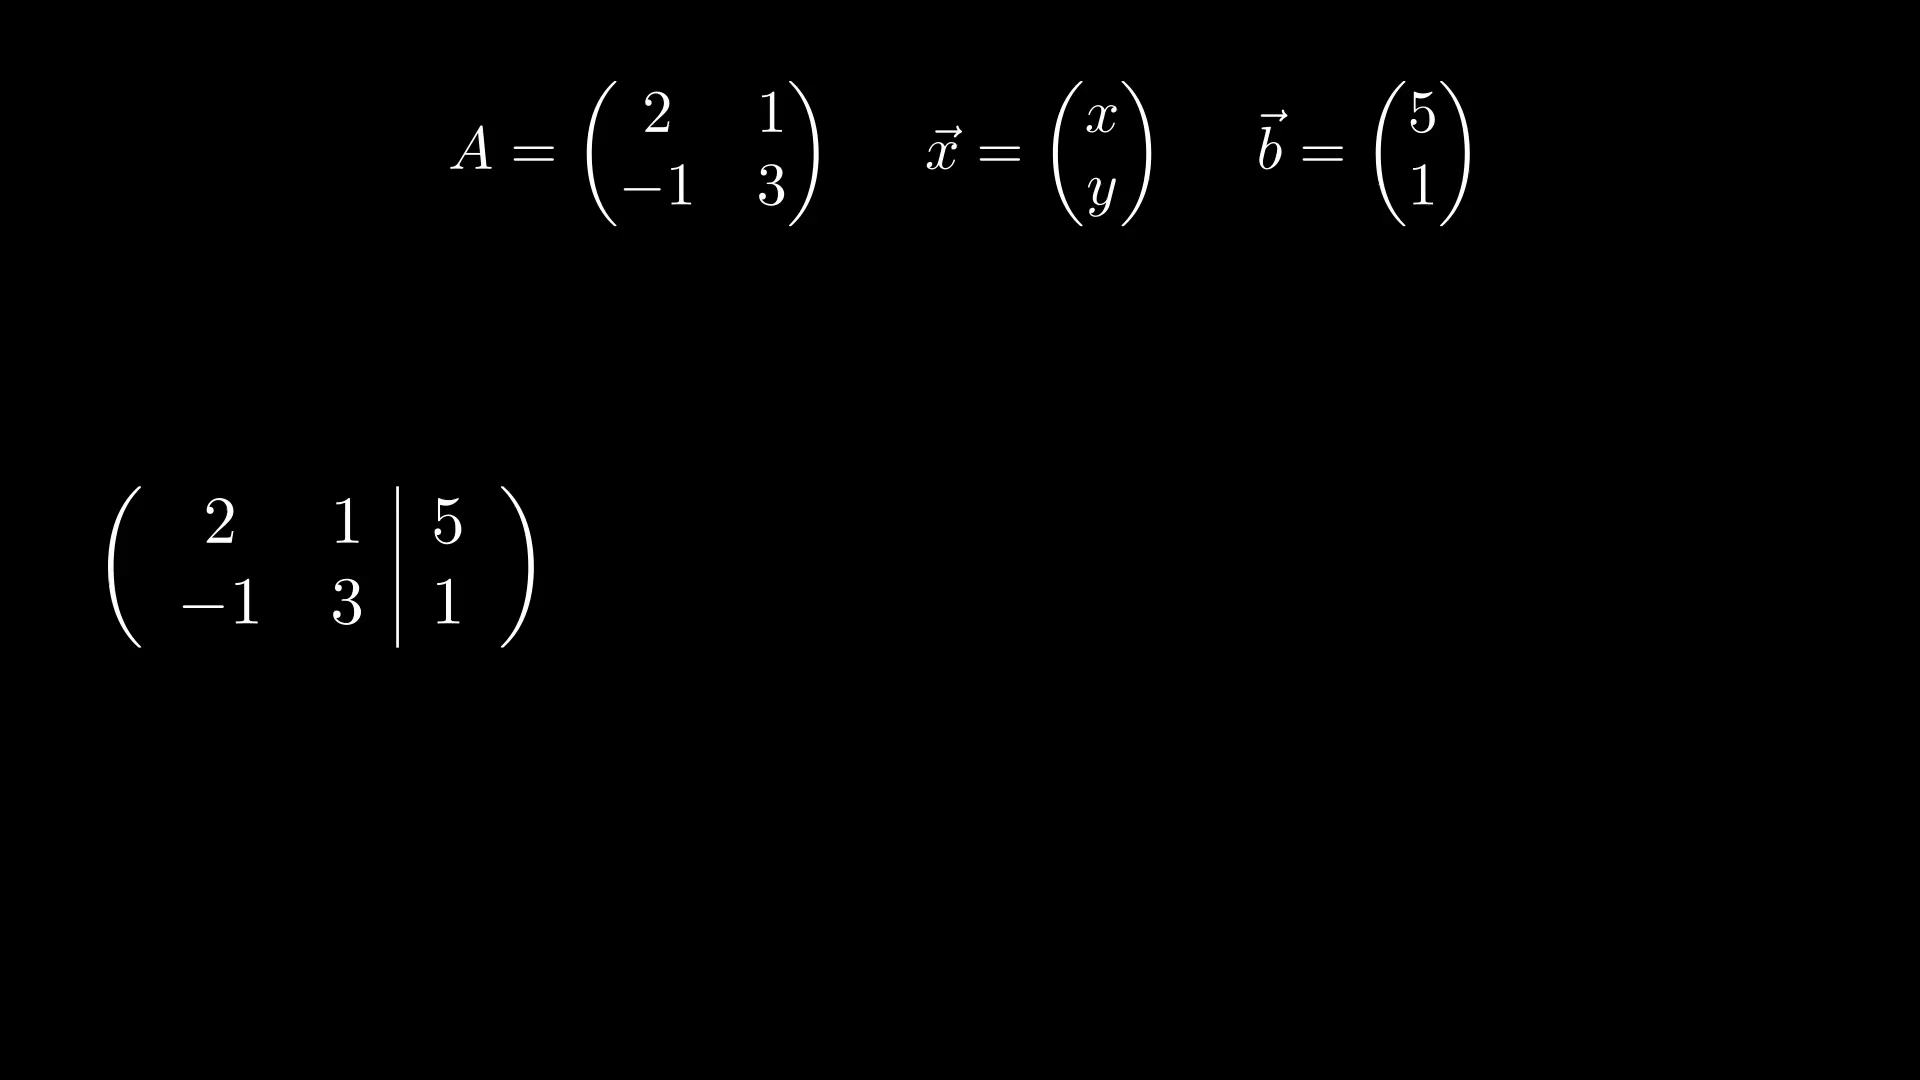 A = ( 2 1 −1 3 ) x⃗ = ( x y ) b⃗ = ( 5 1 )
( 2 1 | 5
−1 3 | 1 )